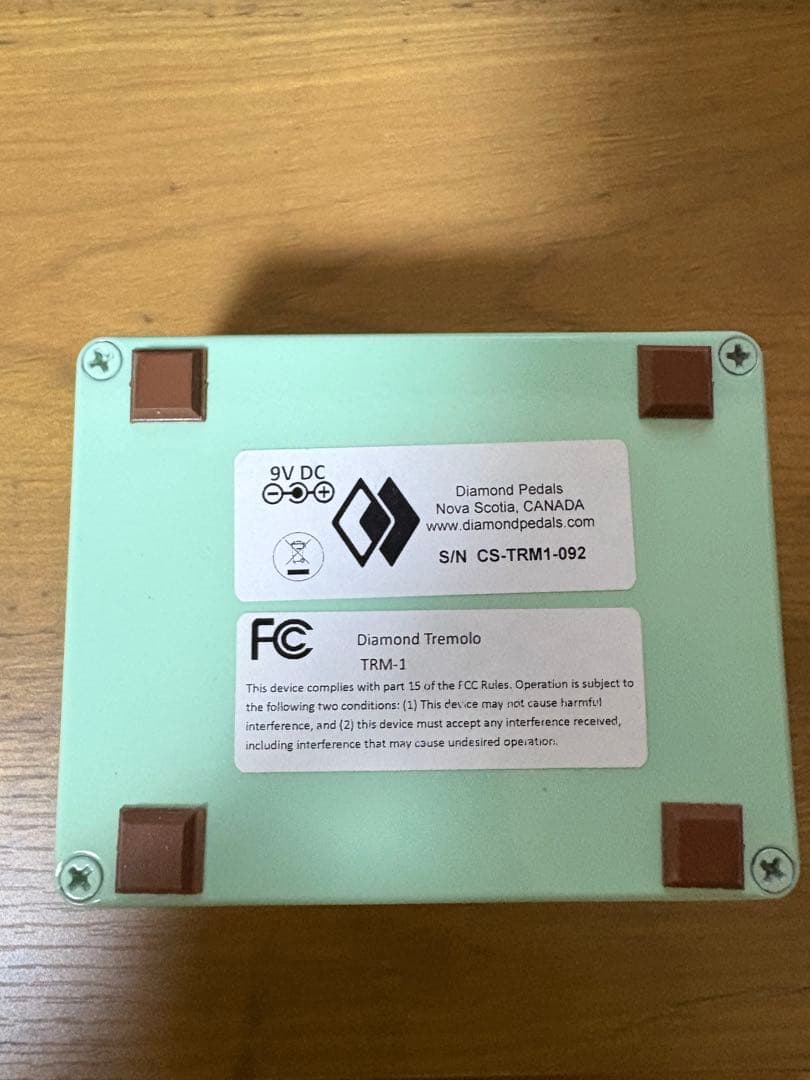 9V DC
Diamond Pedals
Nova Scotia, CANADA
www.diamondpedals.com
S/N CS-TRM1-092
FC
Diamond Tremolo
TRM-1
This device complies with part 15 of the FCC Rules. Operation is subject to
the following two conditions: (1) This device may not cause harmful
interference, and (2) this device must accept any interference received,
including interference that may cause undesired operation.